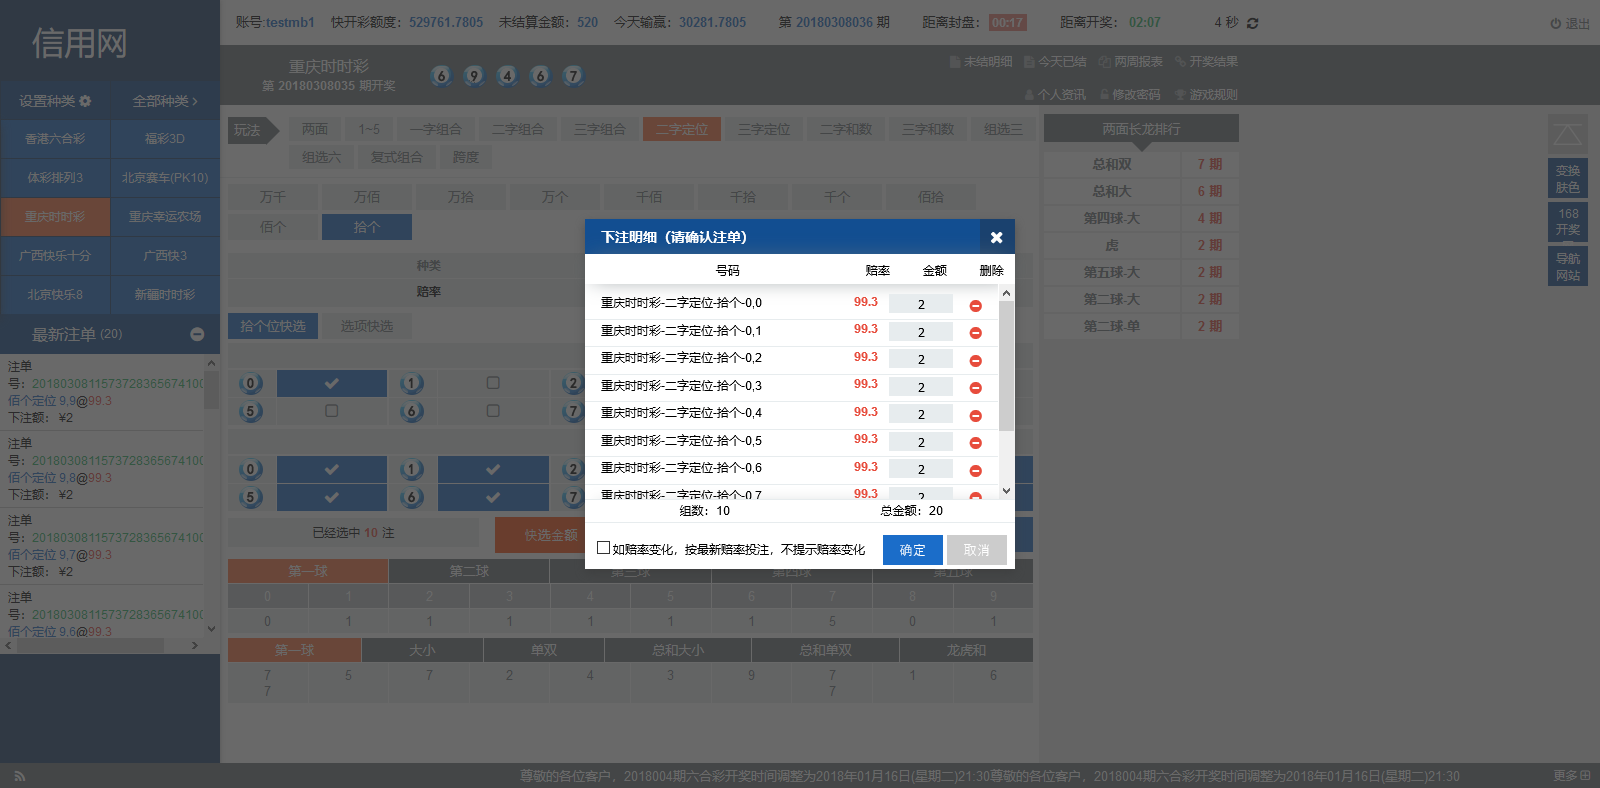 信用网
账号:testmb1 快开彩额度：529761.7805 未结算金额：520 今天输赢：30281.7805 第 20180308036 期 距离封盘：00:17 距离开奖：02:07 4 秒 退出
重庆时时彩
第 20180308035 期开奖
6 9 4 6 7
未结明细 今天已结 两周报表 开奖结果
个人资讯 修改密码 游戏规则
设置种类 全部种类
香港六合彩 福彩3D
体彩排列3 北京赛车(PK10)
重庆时时彩 重庆幸运农场
广西快乐十分 广西快3
北京快乐8 新疆时时彩
最新注单 (20)
注单
号：2018030811573728365674100
佰个定位 9,9@99.3
下注额： ¥2
注单
号：2018030811573728365674100
佰个定位 9,8@99.3
下注额： ¥2
注单
号：2018030811573728365674100
佰个定位 9,7@99.3
下注额： ¥2
注单
号：2018030811573728365674100
佰个定位 9,6@99.3
玩法 两面 1~5 一字组合 二字组合 三字组合 二字定位 三字定位 二字和数 三字和数 组选三
组选六 复式组合 跨度
万千 万佰 万拾 万个 千佰 千拾 千个 佰拾
佰个 拾个
种类
赔率
拾个位快选 选项快选
0 1 2
5 6 7
0 1 2
5 6 7
已经选中 10 注 快选金额
第一球 第二球 第三球 第四球 第五球
0 1 2 3 4 5 6 7 8 9
0 1 1 1 1 1 1 5 0 1
第一球 大小 单双 总和大小 总和单双 龙虎和
7 5 7 2 4 3 9 7 1 6
7 7
下注明细（请确认注单）
号码 赔率 金额 删除
重庆时时彩-二字定位-拾个-0,0 99.3 2
重庆时时彩-二字定位-拾个-0,1 99.3 2
重庆时时彩-二字定位-拾个-0,2 99.3 2
重庆时时彩-二字定位-拾个-0,3 99.3 2
重庆时时彩-二字定位-拾个-0,4 99.3 2
重庆时时彩-二字定位-拾个-0,5 99.3 2
重庆时时彩-二字定位-拾个-0,6 99.3 2
重庆时时彩-二字定位-拾个-0,7 99.3 2
组数：10 总金额：20
如赔率变化，按最新赔率投注，不提示赔率变化 确定 取消
两面长龙排行
总和双 7 期
总和大 6 期
第四球-大 4 期
虎 2 期
第五球-大 2 期
第二球-大 2 期
第二球-单 2 期
变换
肤色
168
开奖
导航
网站
尊敬的各位客户，2018004期六合彩开奖时间调整为2018年01月16日(星期二)21:30尊敬的各位客户，2018004期六合彩开奖时间调整为2018年01月16日(星期二)21:30 更多